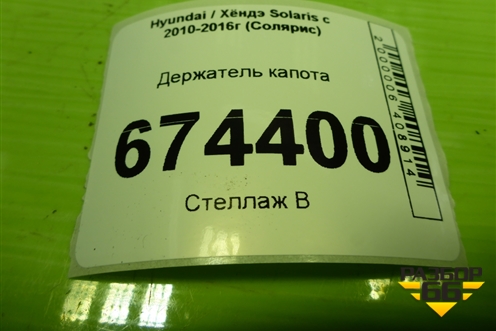 Hyundai / Хёндэ Solaris с
2010-2016г (Солярис)
Держатель капота
674400
Стеллаж В
2000006408914
РАЗБОР
66